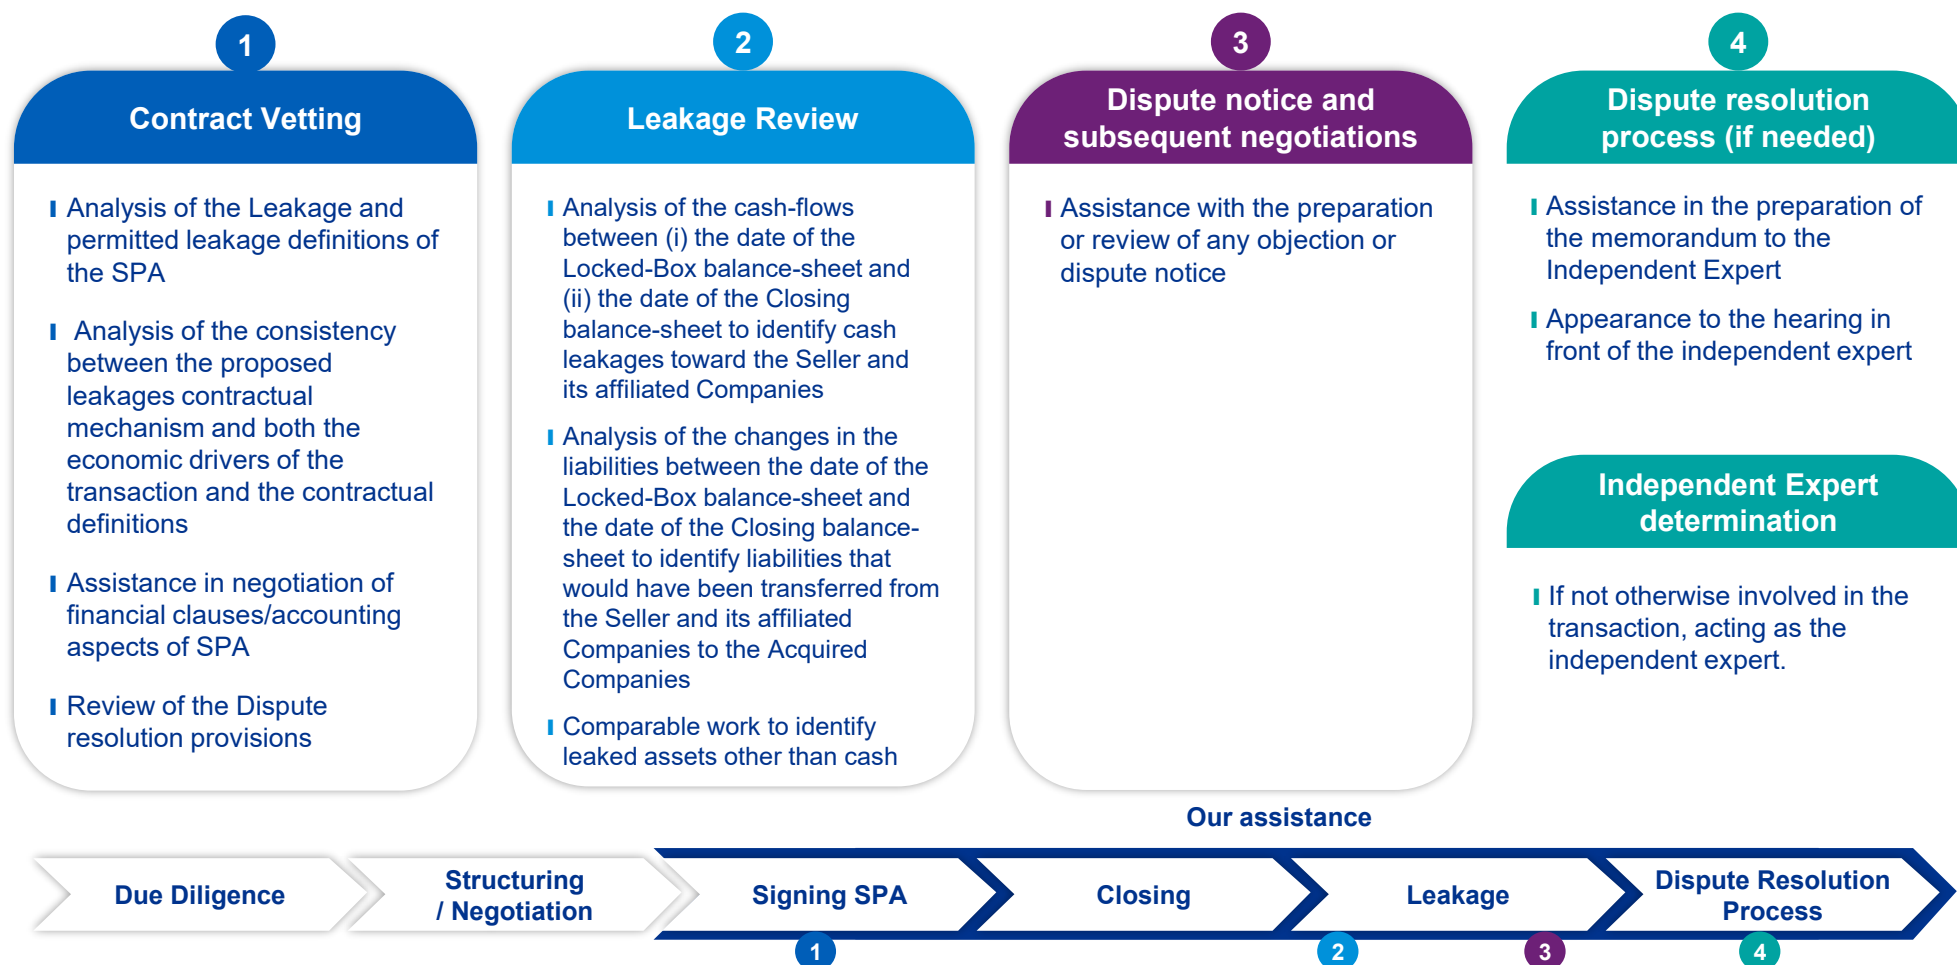 1
Contract Vetting
Analysis of the Leakage and
permitted leakage definitions of
the SPA
Analysis of the consistency
between the proposed
leakages contractual
mechanism and both the
economic drivers of the
transaction and the contractual
definitions
Assistance in negotiation of
financial clauses/accounting
aspects of SPA
Review of the Dispute
resolution provisions
2
Leakage Review
Analysis of the cash-flows
between (i) the date of the
Locked-Box balance-sheet and
(ii) the date of the Closing
balance-sheet to identify cash
leakages toward the Seller and
its affiliated Companies
Analysis of the changes in the
liabilities between the date of the
Locked-Box balance-sheet and
the date of the Closing balance-
sheet to identify liabilities that
would have been transferred from
the Seller and its affiliated
Companies to the Acquired
Companies
Comparable work to identify
leaked assets other than cash
3
Dispute notice and
subsequent negotiations
Assistance with the preparation
or review of any objection or
dispute notice
4
Dispute resolution
process (if needed)
Assistance in the preparation of
the memorandum to the
Independent Expert
Appearance to the hearing in
front of the independent expert
Independent Expert
determination
If not otherwise involved in the
transaction, acting as the
independent expert.
Our assistance
Due Diligence
Structuring
/ Negotiation
Signing SPA
Closing
Leakage
Dispute Resolution
Process
1
2
3
4